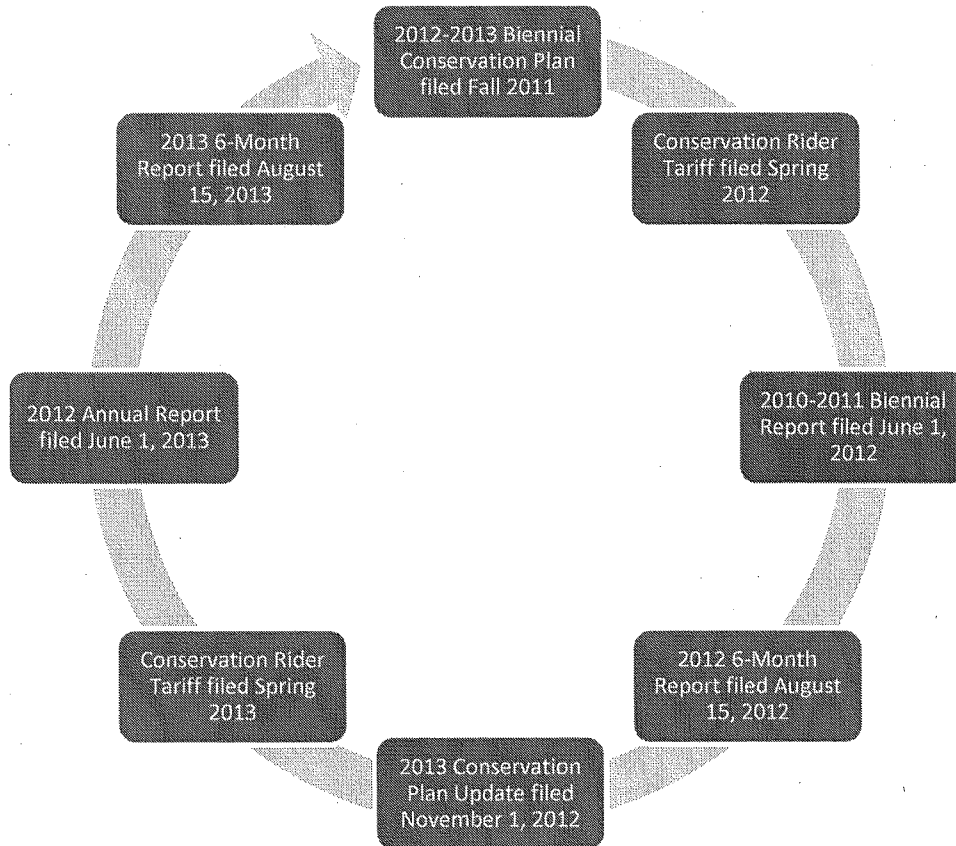 2012-2013 Biennial
Conservation Plan
filed Fall 2011
Conservation Rider
Tariff filed Spring
2012
2010-2011 Biennial
Report filed June 1,
2012
2012 6-Month
Report filed August
15, 2012
2013 Conservation
Plan Update filed
November 1, 2012
Conservation Rider
Tariff filed Spring
2013
2012 Annual Report
filed June 1, 2013
2013 6-Month
Report filed August
15, 2013